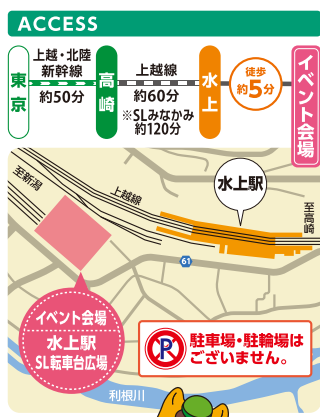 ACCESS
東京
上越・北陸
新幹線
約50分
高崎
上越線
約60分
※SLみなかみ
約120分
水上
徒歩
約5分
イベント会場
至新潟
上越線
水上駅
至高崎
61
イベント会場
水上駅
SL転車台広場
P
駐車場・駐輪場は
ございません。
利根川